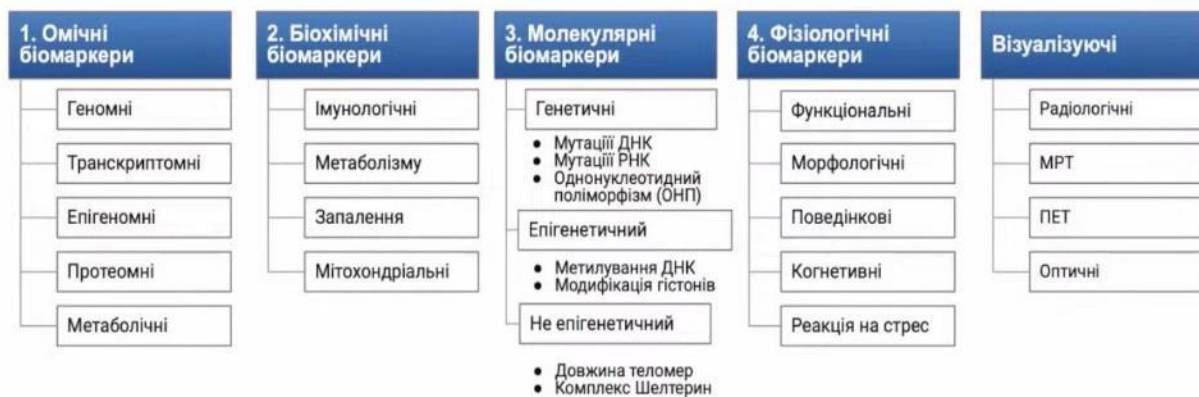 1. Омічні
біомаркери
Геномні
Транскриптомні
Епігеномні
Протеомні
Метаболічні
2. Біохімічні
біомаркери
Імунологічні
Метаболізму
Запалення
Мітохондріальні
3. Молекулярні
біомаркери
Генетичні
● Мутаціїї ДНК
● Мутаціїї РНК
● Однонуклеотидний
поліморфізм (ОНП)
Епігенетичний
● Метилування ДНК
● Модифікація гістонів
Не епігенетичний
● Довжина теломер
● Комплекс Шелтерин
4. Фізіологічні
біомаркери
Функціональні
Морфологічні
Поведінкові
Когнетивні
Реакція на стрес
Візуалізуючі
Радіологічні
МРТ
ПЕТ
Оптичні